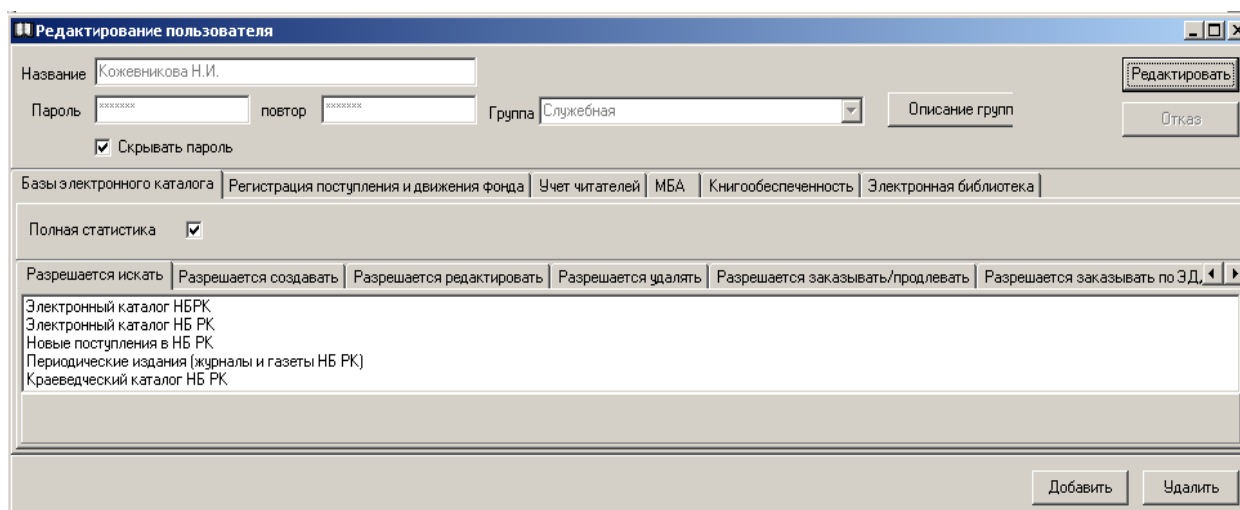 Редактирование пользователя
Название Кожевникова Н.И. Редактировать
Пароль xxxxxxx повтор xxxxxxx Группа Служебная Описание групп Отказ
Скрывать пароль
Базы электронного каталога Регистрация поступления и движения фонда Учет читателей МБА Книгообеспеченность Электронная библиотека
Полная статистика
Разрешается искать Разрешается создавать Разрешается редактировать Разрешается удалять Разрешается заказывать/продлевать Разрешается заказывать по ЭД,
Электронный каталог НБРК
Электронный каталог НБ РК
Новые поступления в НБ РК
Периодические издания (журналы и газеты НБ РК)
Краеведческий каталог НБ РК
Добавить Удалить